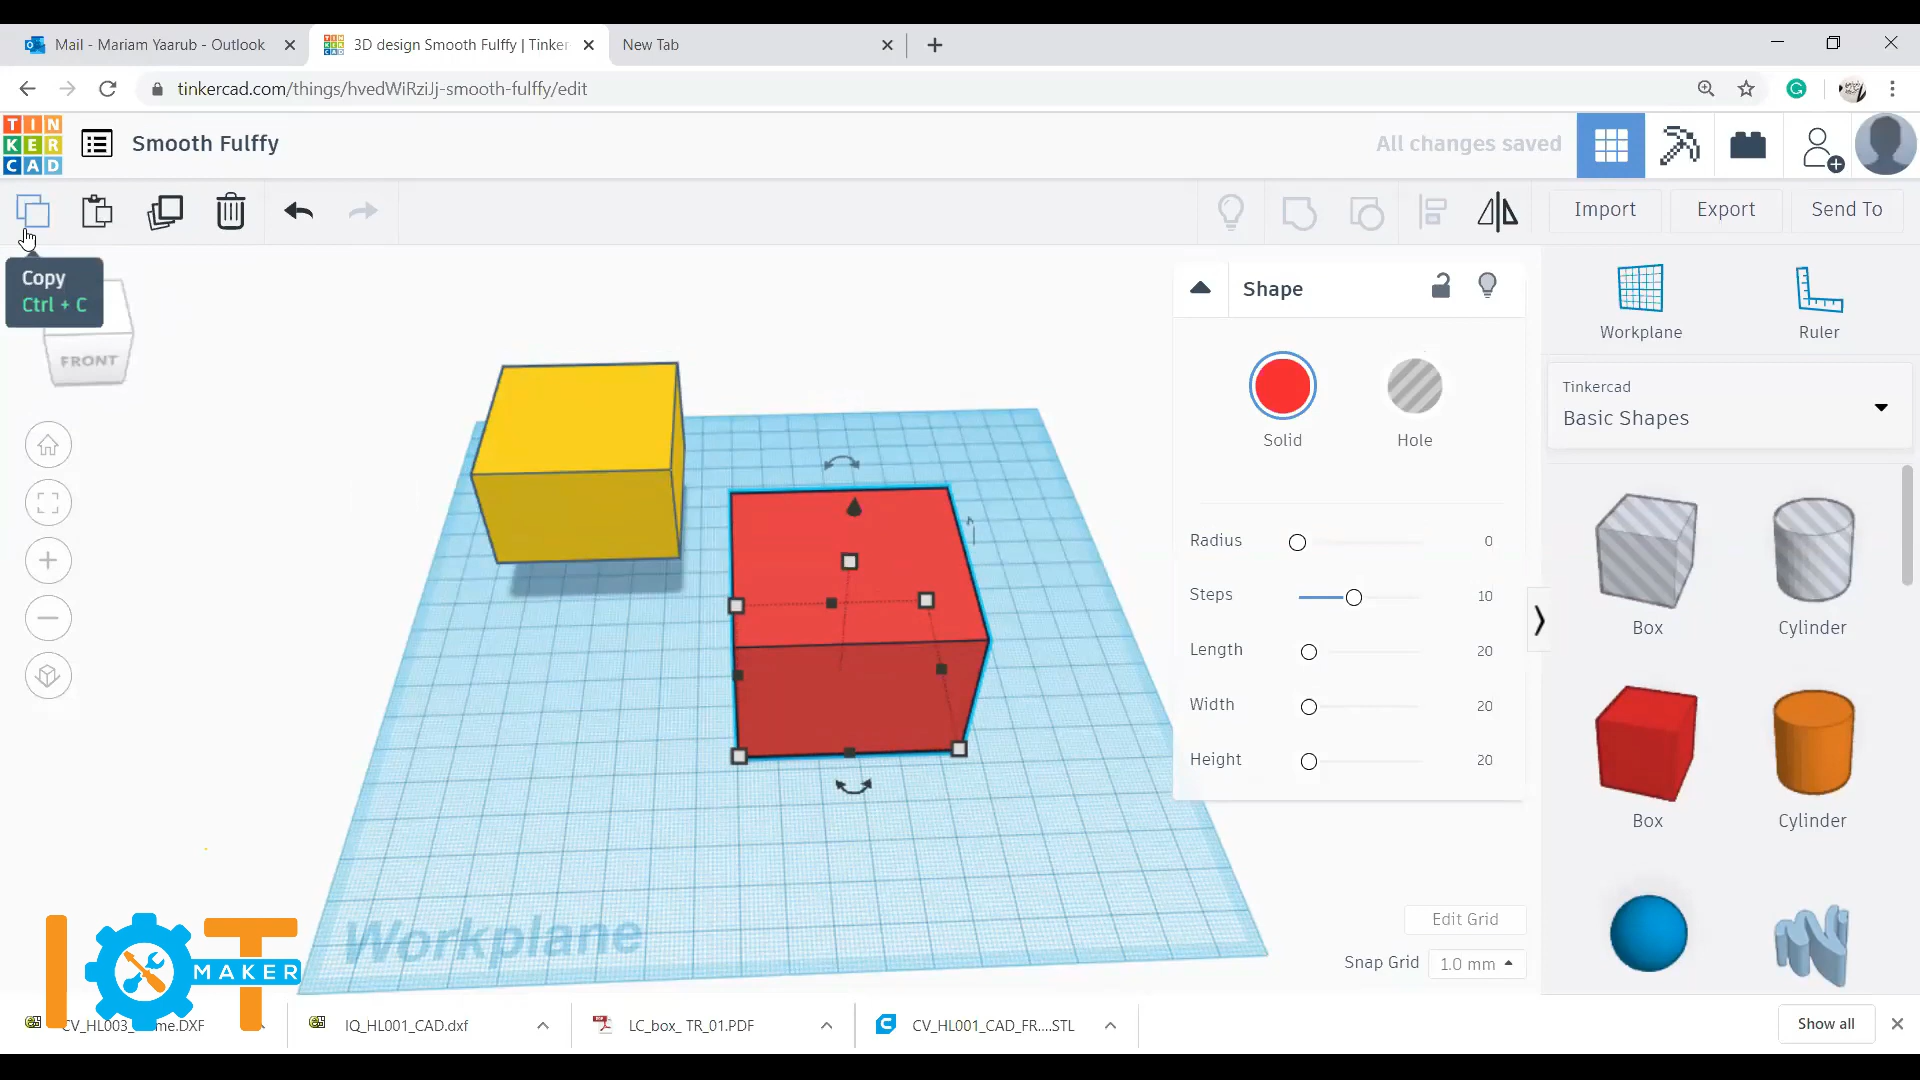 Mail - Mariam Yaarub - Outlook
3D design Smooth Fulffy | Tinker
New Tab
tinkercad.com/things/hvedWiRziJj-smooth-fulffy/edit
TIN
KER
CAD
Smooth Fulffy
All changes saved
Import
Export
Send To
Copy
Ctrl + C
FRONT
Shape
Solid
Hole
Radius 0
Steps 10
Length 20
Width 20
Height 20
Workplane
Ruler
Tinkercad
Basic Shapes
Box
Cylinder
Box
Cylinder
Workplane
Edit Grid
Snap Grid 1.0 mm
IoT
MAKER
IQ_HL001_CAD.dxf
LC_box_ TR_01.PDF
CV_HL001_CAD_FR....STL
Show all